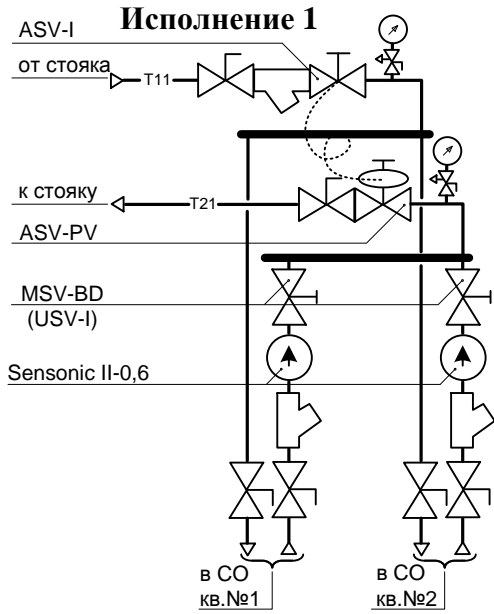 Исполнение 1
ASV-I
от стояка
T11
к стояку
T21
ASV-PV
MSV-BD
(USV-I)
Sensonic II-0,6
в СО
кв.№1
в СО
кв.№2